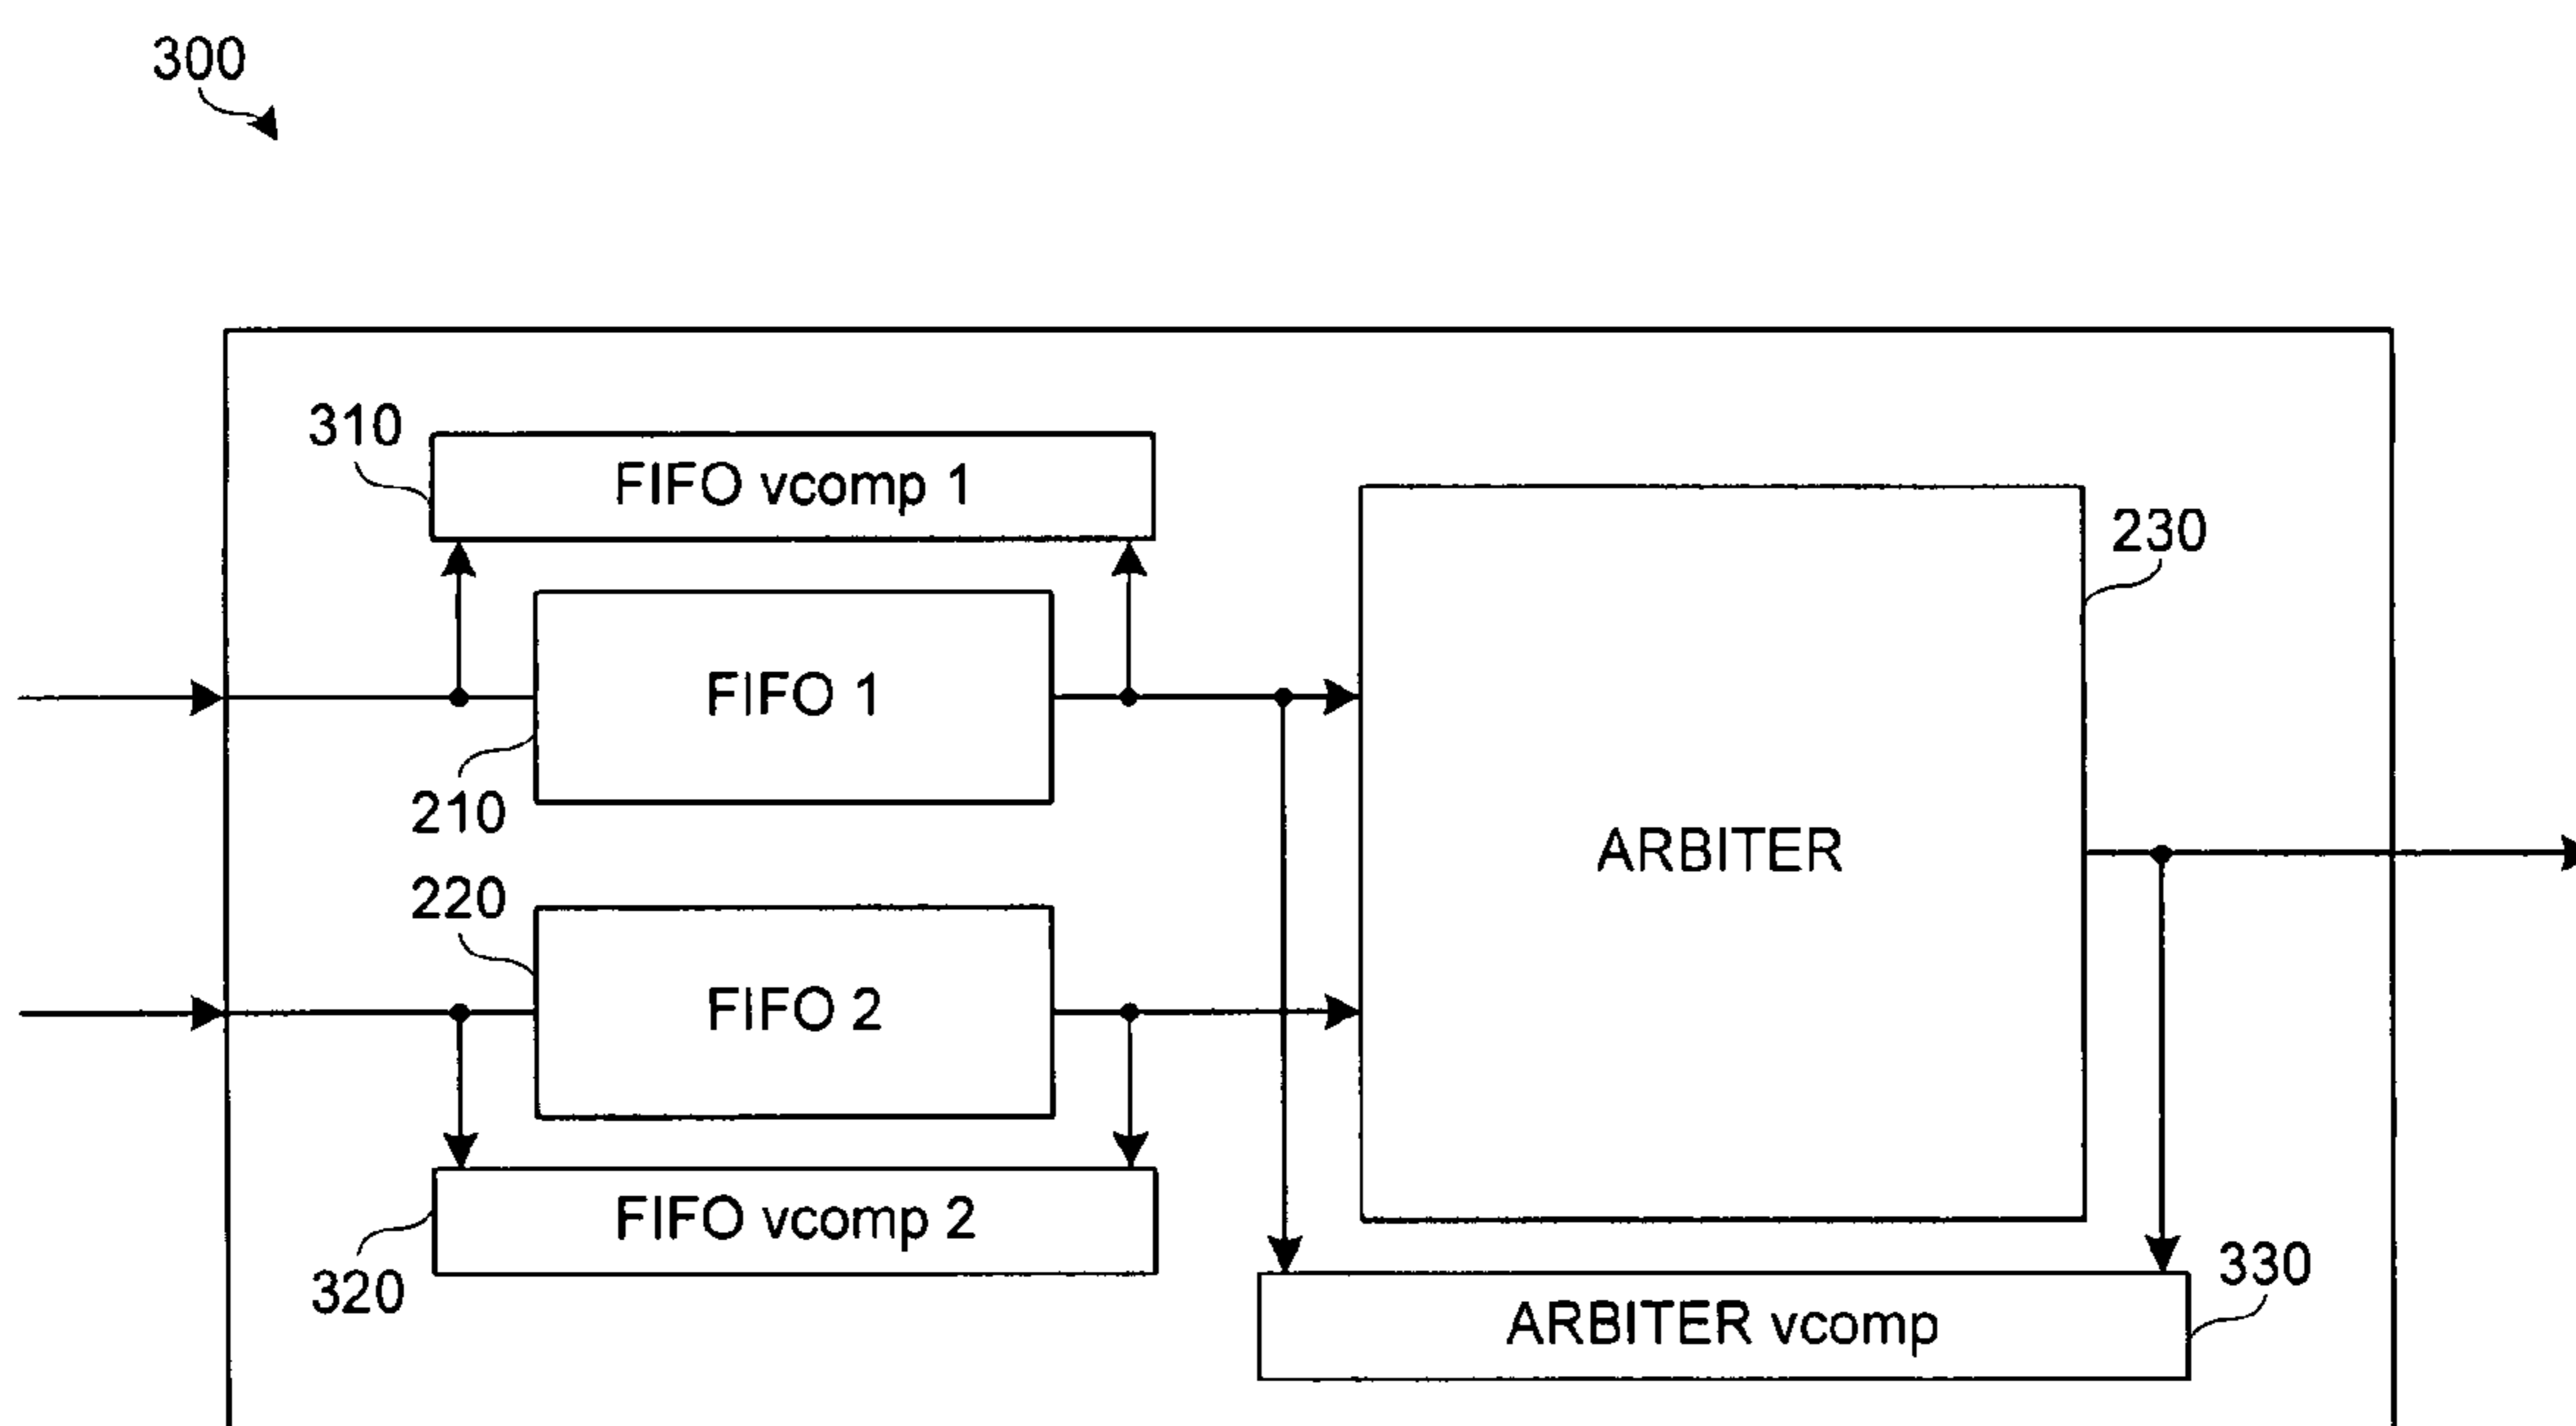 300
310
FIFO vcomp 1
230
FIFO 1
210
ARBITER
220
FIFO 2
FIFO vcomp 2
320
330
ARBITER vcomp